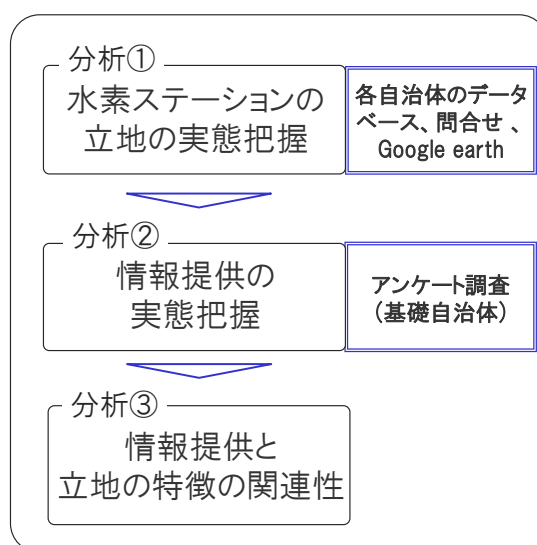 分析①
水素ステーションの
立地の実態把握
各自治体のデータ
ベース、問合せ 、
Google earth
分析②
情報提供の
実態把握
アンケート調査
(基礎自治体)
分析③
情報提供と
立地の特徴の関連性